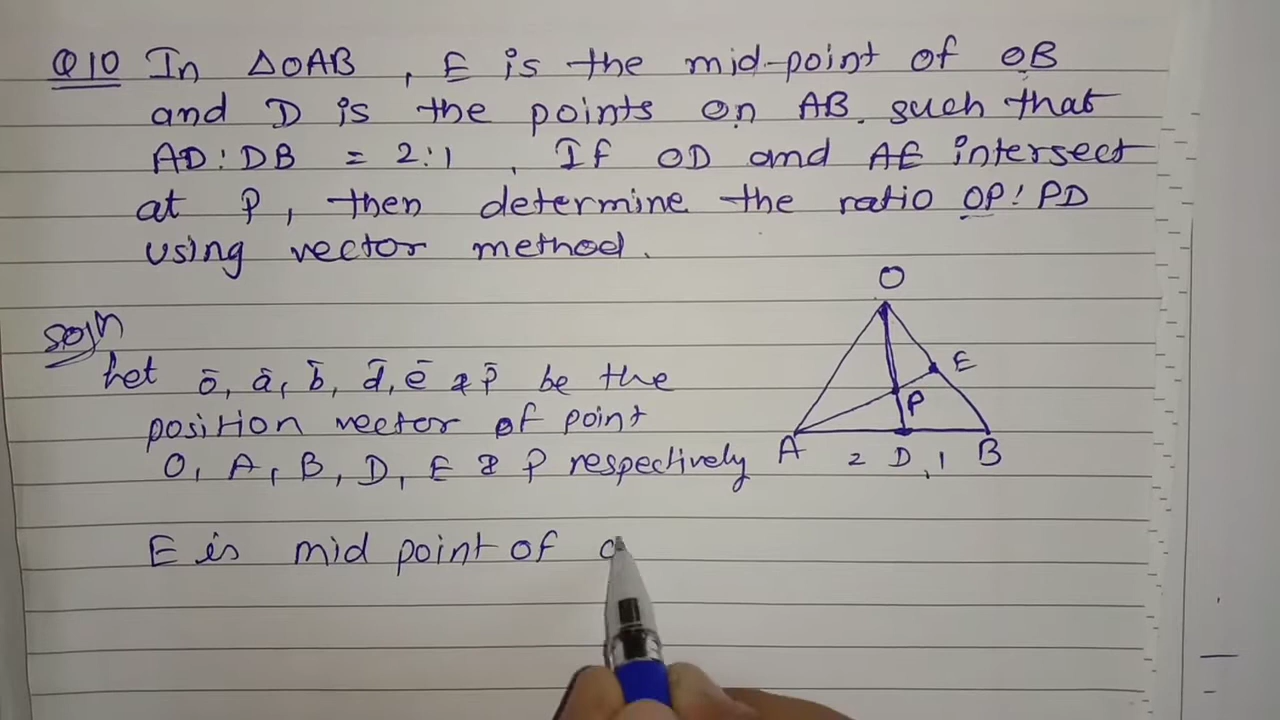 Q10 In △OAB , E is the mid-point of OB
and D is the points on AB such that
AD:DB = 2:1 . If OD and AE intersect
at P, then determine the ratio OP:PD
using vector method.
Soln
Let ō, ā, b̄, d̄, ē & p̄ be the
position vector of point
O, A, B, D, E & P respectively
E is mid point of O
O
E
P
A 2 D, 1 B